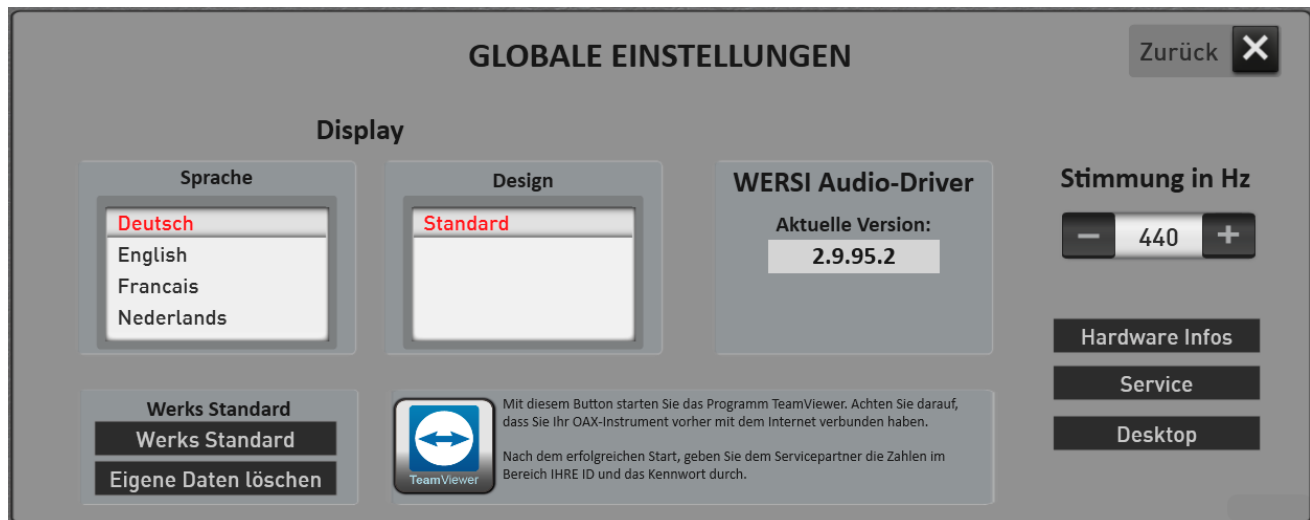 GLOBALE EINSTELLUNGEN
Zurück
Display
Sprache
Deutsch
English
Francais
Nederlands
Design
Standard
WERSI Audio-Driver
Aktuelle Version:
2.9.95.2
Stimmung in Hz
440
Hardware Infos
Service
Desktop
Werks Standard
Werks Standard
Eigene Daten löschen
TeamViewer
Mit diesem Button starten Sie das Programm TeamViewer. Achten Sie darauf,
dass Sie Ihr OAX-Instrument vorher mit dem Internet verbunden haben.
Nach dem erfolgreichen Start, geben Sie dem Servicepartner die Zahlen im
Bereich IHRE ID und das Kennwort durch.